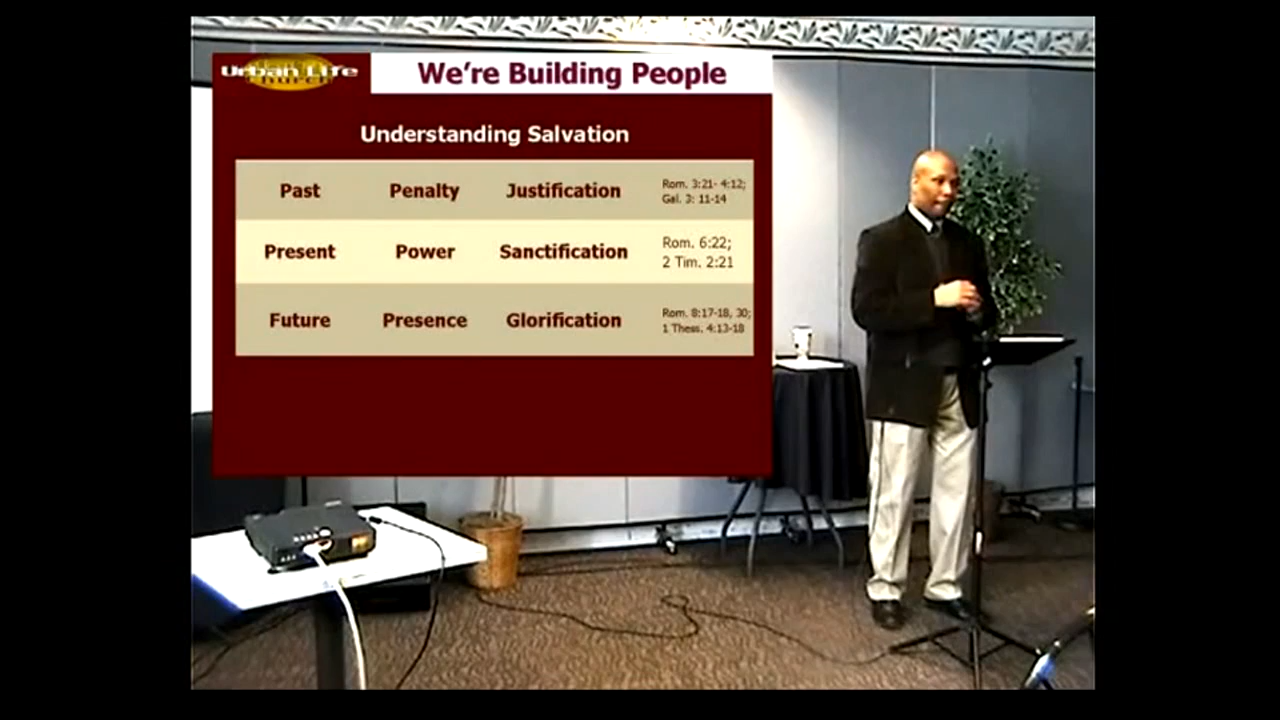 Urban Life
Church
We're Building People
Understanding Salvation
Past Penalty Justification Rom. 3:21- 4:12;
Gal. 3: 11-14
Present Power Sanctification Rom. 6:22;
2 Tim. 2:21
Future Presence Glorification Rom. 8:17-18, 30;
1 Thess. 4:13-18